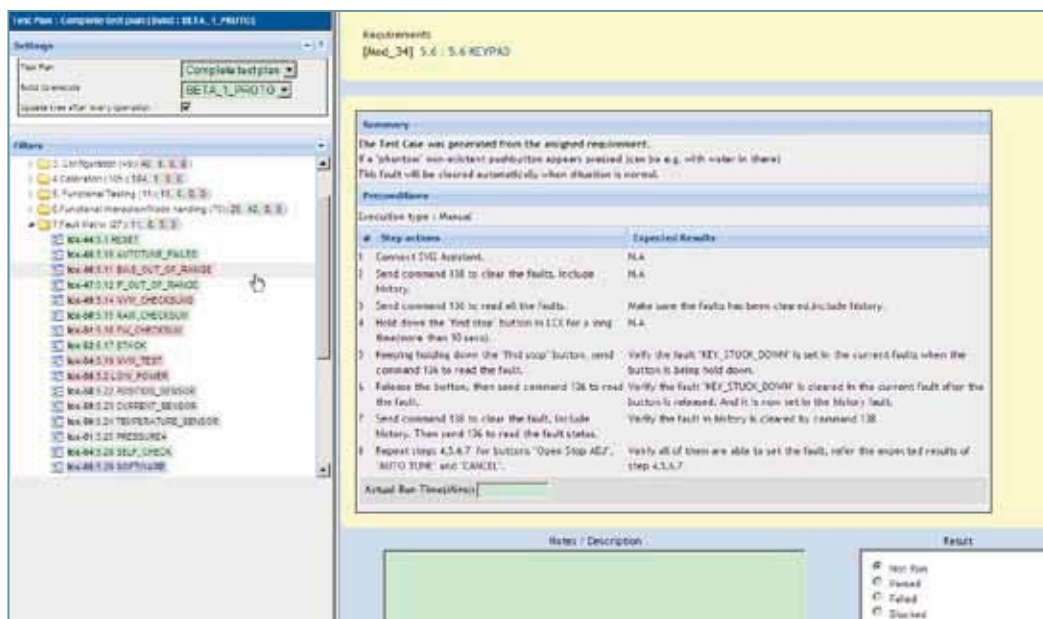 Test Plan : Complete test plan [Build : BETA_1_PROTO]
Settings
Test Plan
Complete test plan
Build to execute
BETA_1_PROTO
Update tree after every operation
Filters
4.Calibration
5. Functional Testing
7.Fault Matrix
RESET
AUTOTUNE_FAILED
BIAS_OUT_OF_RANGE
IP_OUT_OF_RANGE
NVM_CHECKSUM
RAM_CHECKSUM
FW_CHECKSUM
STACK
NVM_TEST
LOW_POWER
POSITION_SENSOR
CURRENT_SENSOR
TEMPERATURE_SENSOR
SELF_CHECK
SOFTWARE
Requirements
[Mod_34] 5.6 : 5.6 KEYPAD
Summary
The Test Case was generated from the assigned requirement.
If a 'phantom' non-existent pushbutton appears pressed (can be e.g. with water in there)
This fault will be cleared automatically when situation is normal.
Preconditions
Execution type : Manual
# Step actions Expected Results
1 Connect SVI2 Assistant. N.A
2 Send command 138 to clear the faults, include N.A
history.
3 Send command 136 to read all the faults. Make sure the faults has been cleared,include history.
4 Hold down the 'find stop' button in LCX for a long N.A
time(more than 10 secs).
5 Keeping holding down the 'find stop' button, send Verify the fault 'KEY_STUCK_DOWN' is set in the current faults when the
command 136 to read the fault. button is being hold down.
6 Release the button, then send command 136 to read Verify the fault 'KEY_STUCK_DOWN' is cleared in the current fault after the
the fault. button is released. And it is now set in the history fault.
7 Send command 138 to clear the fault, include Verify the fault in history is cleared by command 138
history. Then send 136 to read the fault status.
8 Repeat steps 4,5,6,7 for buttons 'Open Stop ADJ', Verify all of them are able to set the fault, refer the expected results of
'AUTO TUNE' and 'CANCEL'. step 4,5,6,7
Actual Run Time(Mins)
Notes / Description
Result
Not Run
Passed
Failed
Blocked